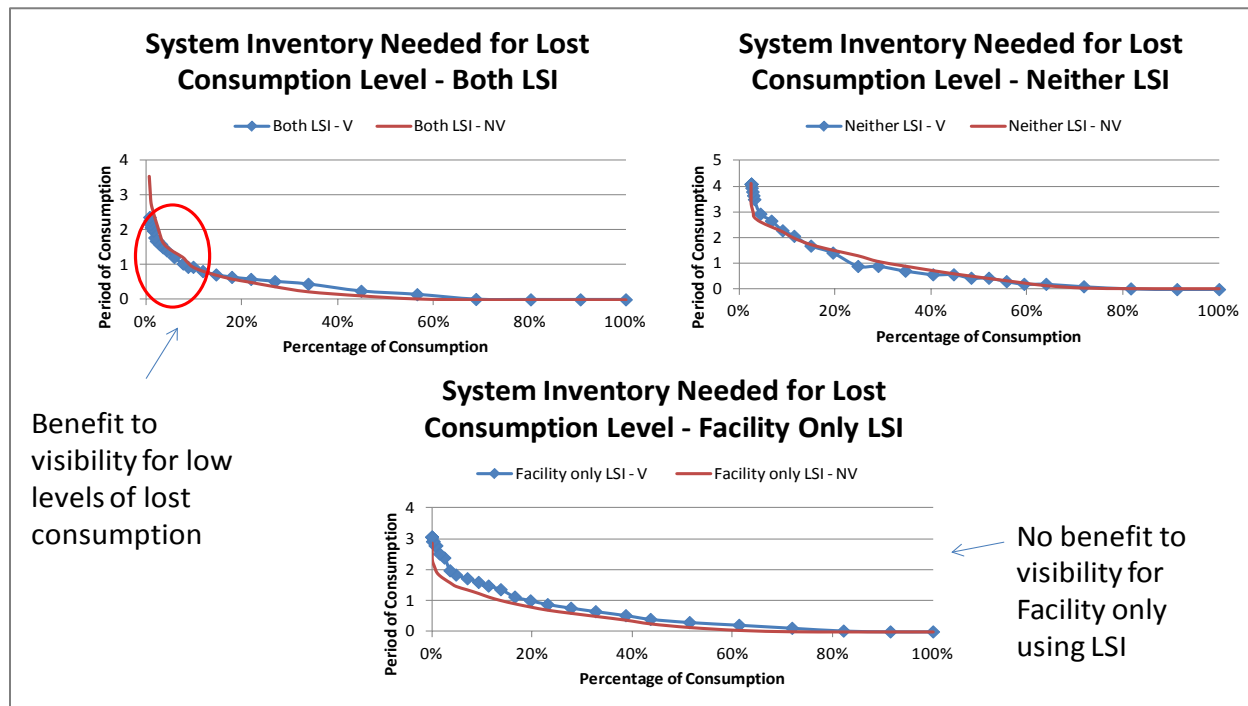 System Inventory Needed for Lost
Consumption Level - Both LSI
Both LSI - V
Both LSI - NV
Period of Consumption
4
3
2
1
0
0%
20%
40%
60%
80%
100%
Percentage of Consumption
System Inventory Needed for Lost
Consumption Level - Neither LSI
Neither LSI - V
Neither LSI - NV
Period of Consumption
5
4
3
2
1
0
0%
20%
40%
60%
80%
100%
Percentage of Consumption
Benefit to
visibility for low
levels of lost
consumption
System Inventory Needed for Lost
Consumption Level - Facility Only LSI
Facility only LSI - V
Facility only LSI - NV
Period of Consumption
4
3
2
1
0
0%
20%
40%
60%
80%
100%
Percentage of Consumption
No benefit to
visibility for
Facility only
using LSI